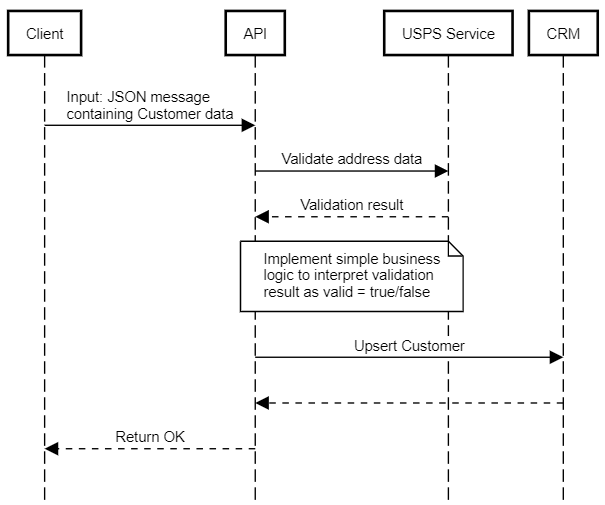 Client
API
USPS Service
CRM
Input: JSON message
containing Customer data
Validate address data
Validation result
Implement simple business
logic to interpret validation
result as valid = true/false
Upsert Customer
Return OK